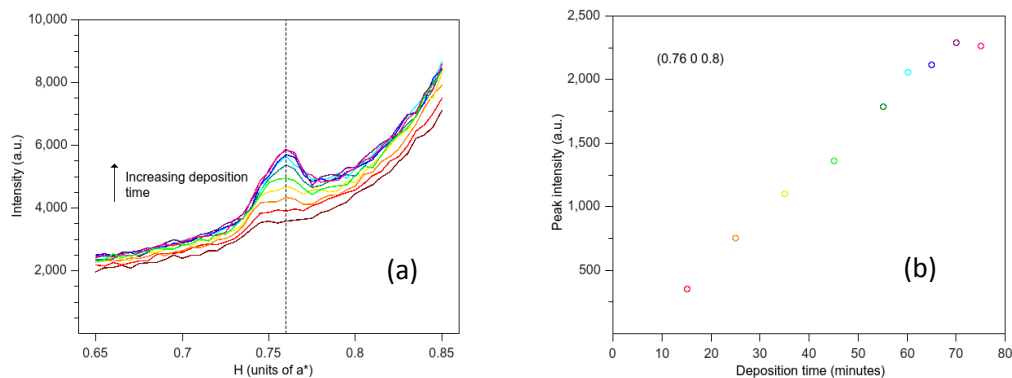 10,000
8,000
6,000
4,000
2,000
Intensity (a.u.)
Increasing deposition
time
(a)
0.65 0.7 0.75 0.8 0.85
H (units of a*)
2,500
2,000
1,500
1,000
500
Peak intensity (a.u.)
(0.76 0 0.8)
(b)
0 10 20 30 40 50 60 70 80
Deposition time (minutes)